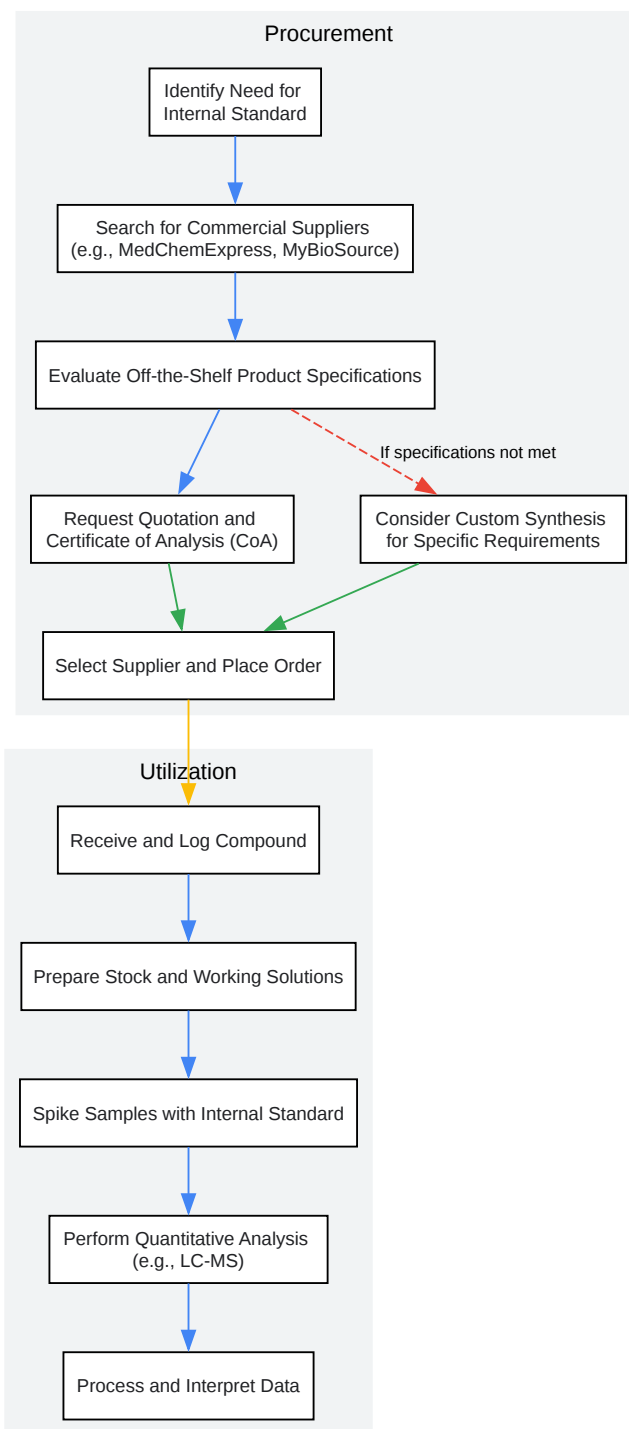 Procurement
Identify Need for
Internal Standard
Search for Commercial Suppliers
(e.g., MedChemExpress, MyBioSource)
Evaluate Off-the-Shelf Product Specifications
If specifications not met
Request Quotation and
Certificate of Analysis (CoA)
Consider Custom Synthesis
for Specific Requirements
Select Supplier and Place Order
Utilization
Receive and Log Compound
Prepare Stock and Working Solutions
Spike Samples with Internal Standard
Perform Quantitative Analysis
(e.g., LC-MS)
Process and Interpret Data